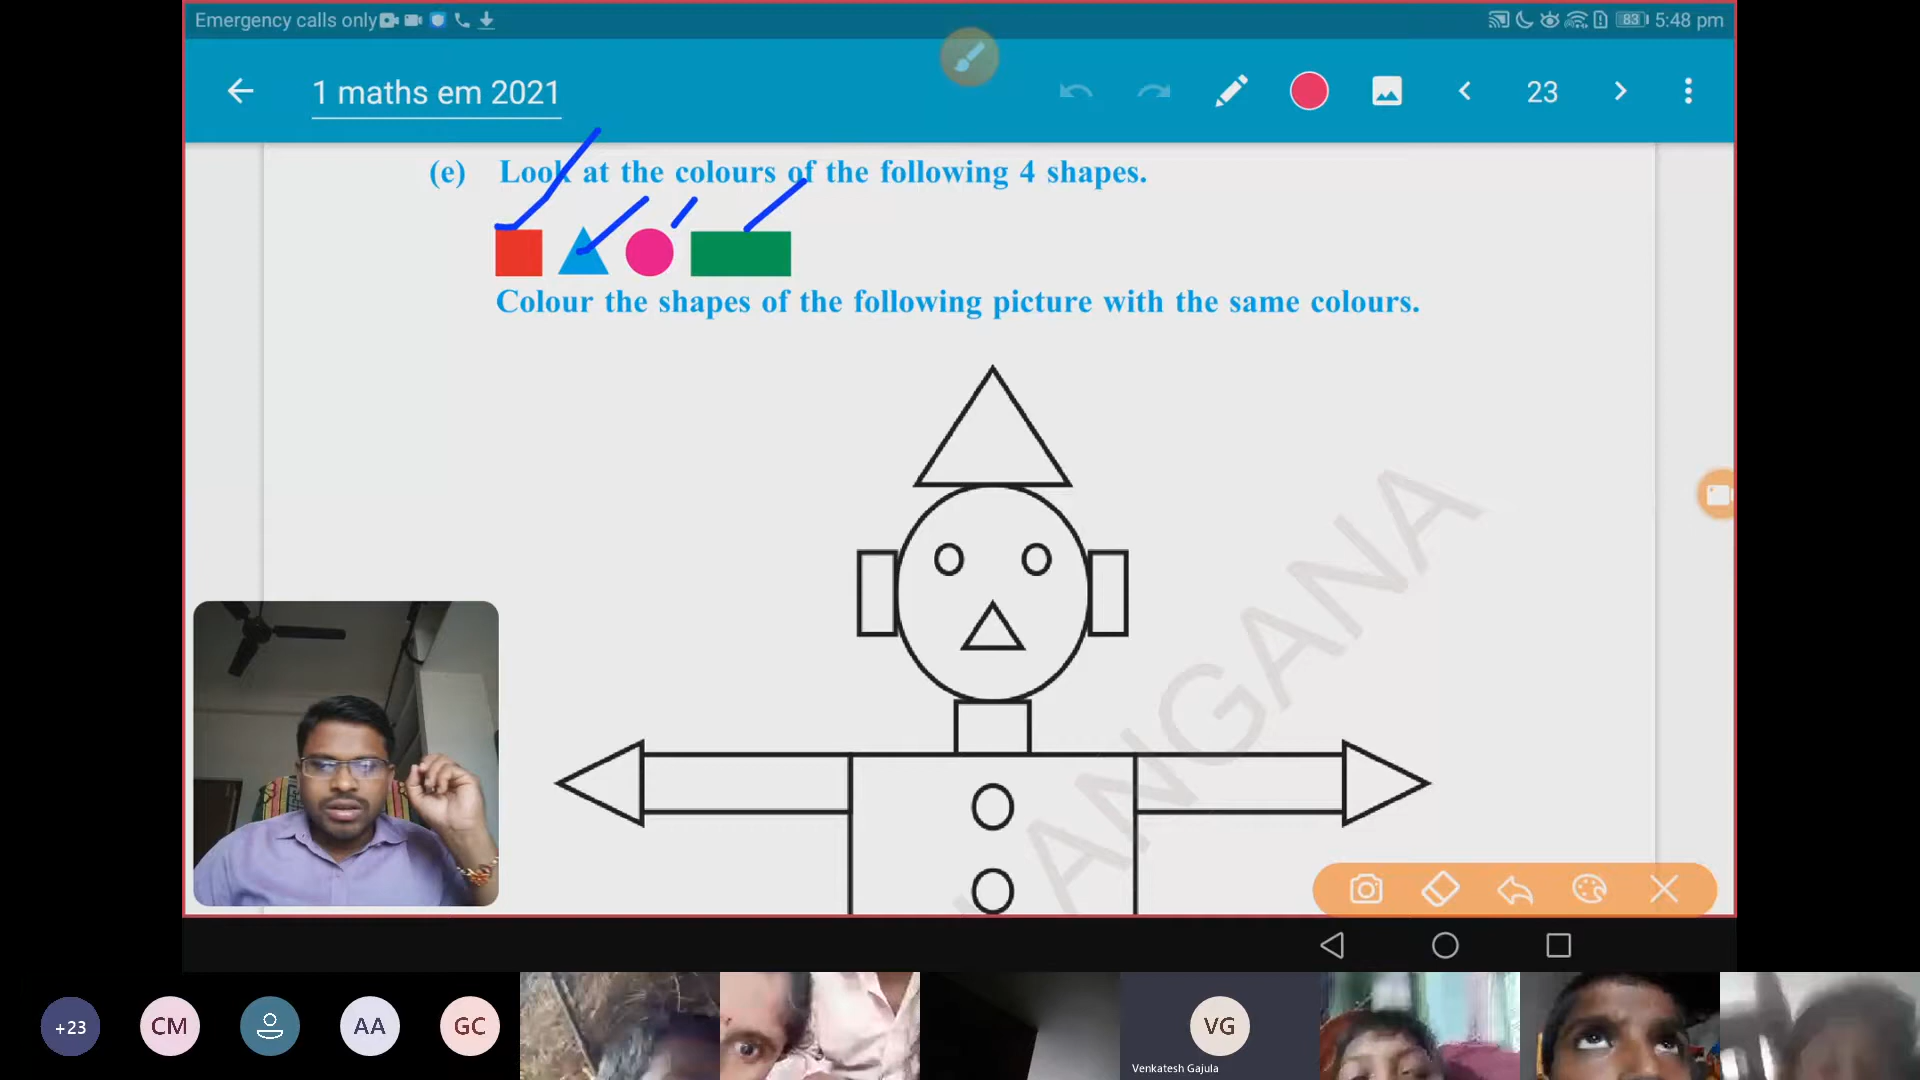 Emergency calls only 83 5:48 pm
1 maths em 2021 23
(e) Look at the colours of the following 4 shapes.
Colour the shapes of the following picture with the same colours.
ANGANA
+23 CM AA GC VG
Venkatesh Gajula